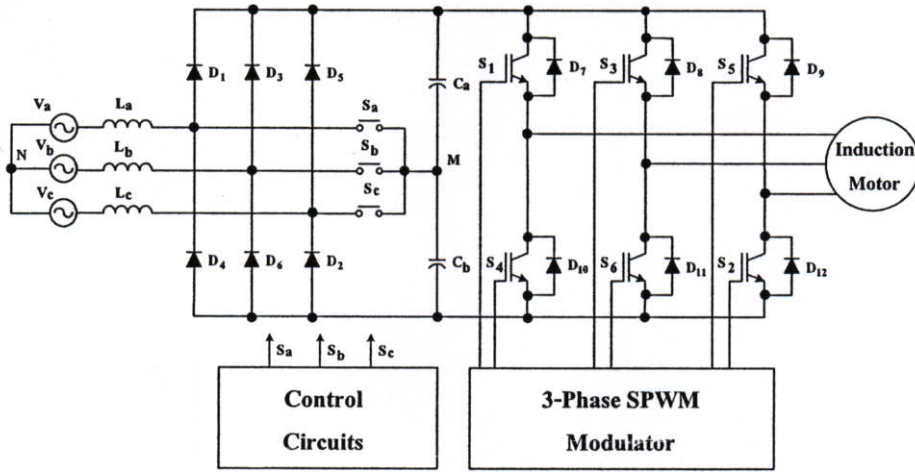 S1 D7 S3 D8 S5 D9
D1 D3 D5 Ca
Va La Sa
N Vb Lb Sb M
Vc Lc Sc
Induction
Motor
D4 D6 D2 Cb
S4 D10 S6 D11 S2 D12
Sa Sb Sc
Control
Circuits
3-Phase SPWM
Modulator